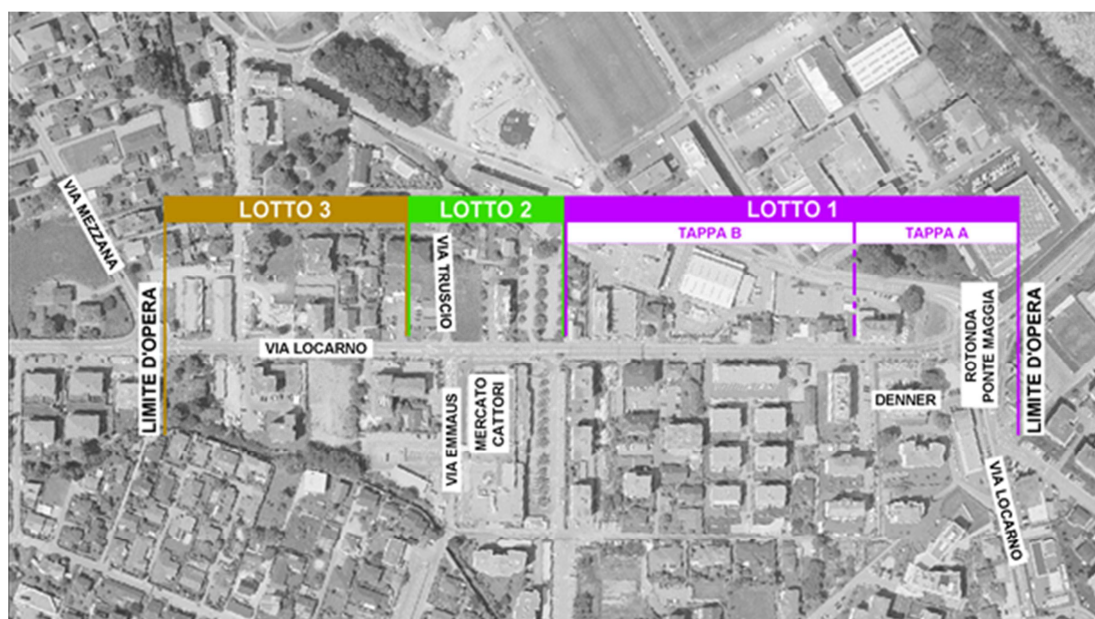 LOTTO 3
LOTTO 2
LOTTO 1
TAPPA B
TAPPA A
VIA MEZZANA
VIA TRUSCIO
LIMITE D'OPERA
VIA LOCARNO
ROTONDA
PONTE MAGGIA
LIMITE D'OPERA
VIA EMMAUS
MERCATO
CATTORI
DENNER
VIA LOCARNO